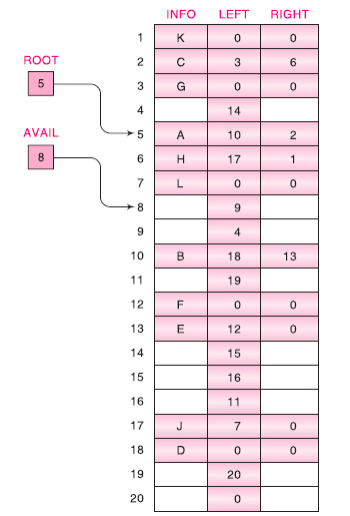 INFO LEFT RIGHT
1 K 0 0
ROOT
2 C 3 6
5
3 G 0 0
4 14
AVAIL
5 A 10 2
8
6 H 17 1
7 L 0 0
8 9
9 4
10 B 18 13
11 19
12 F 0 0
13 E 12 0
14 15
15 16
16 11
17 J 7 0
18 D 0 0
19 20
20 0